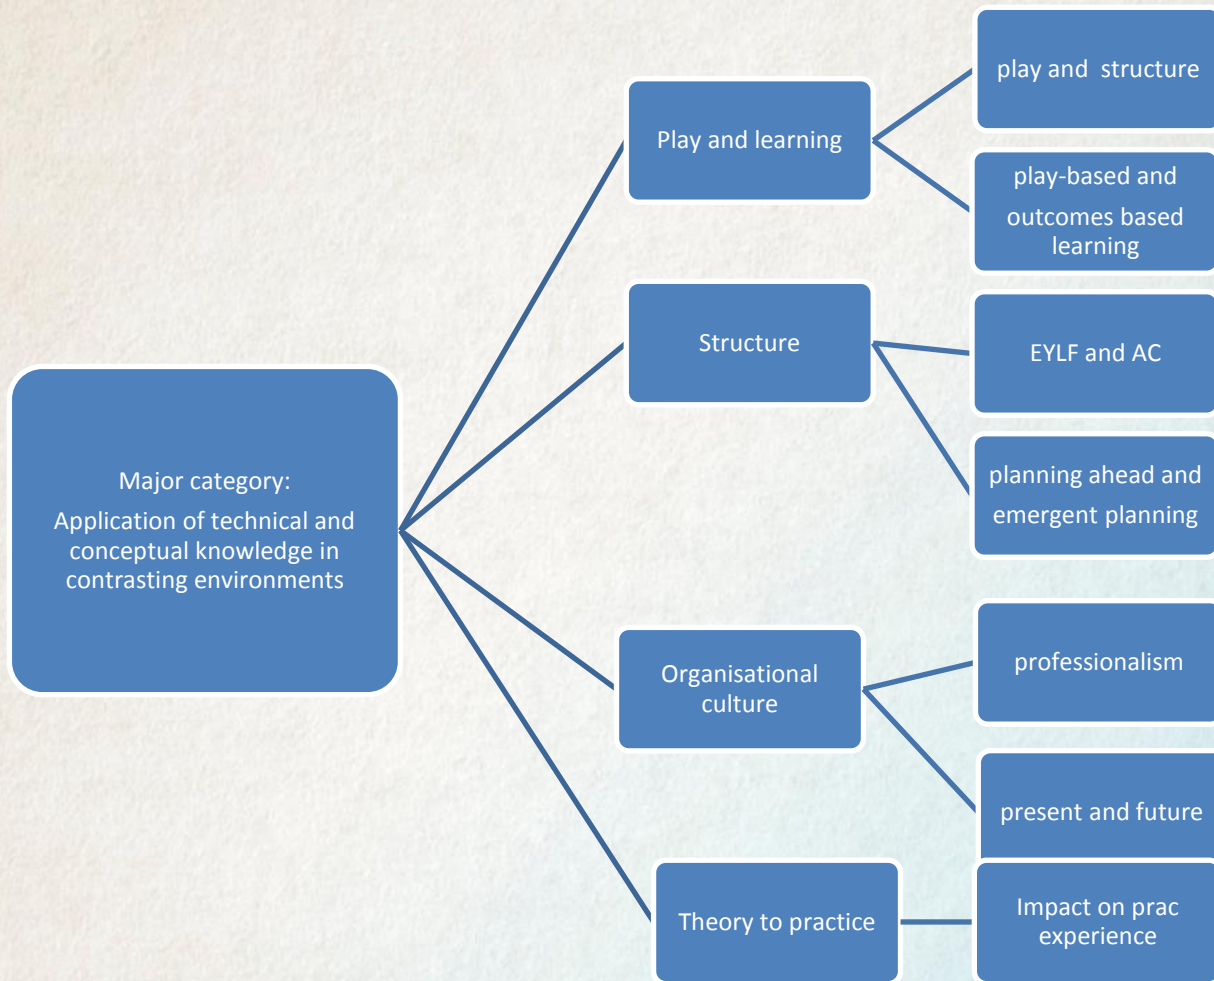 Major category:
Application of technical and
conceptual knowledge in
contrasting environments
Play and learning
play and structure
play-based and
outcomes based
learning
Structure
EYLF and AC
planning ahead and
emergent planning
Organisational
culture
professionalism
present and future
Theory to practice
Impact on prac
experience